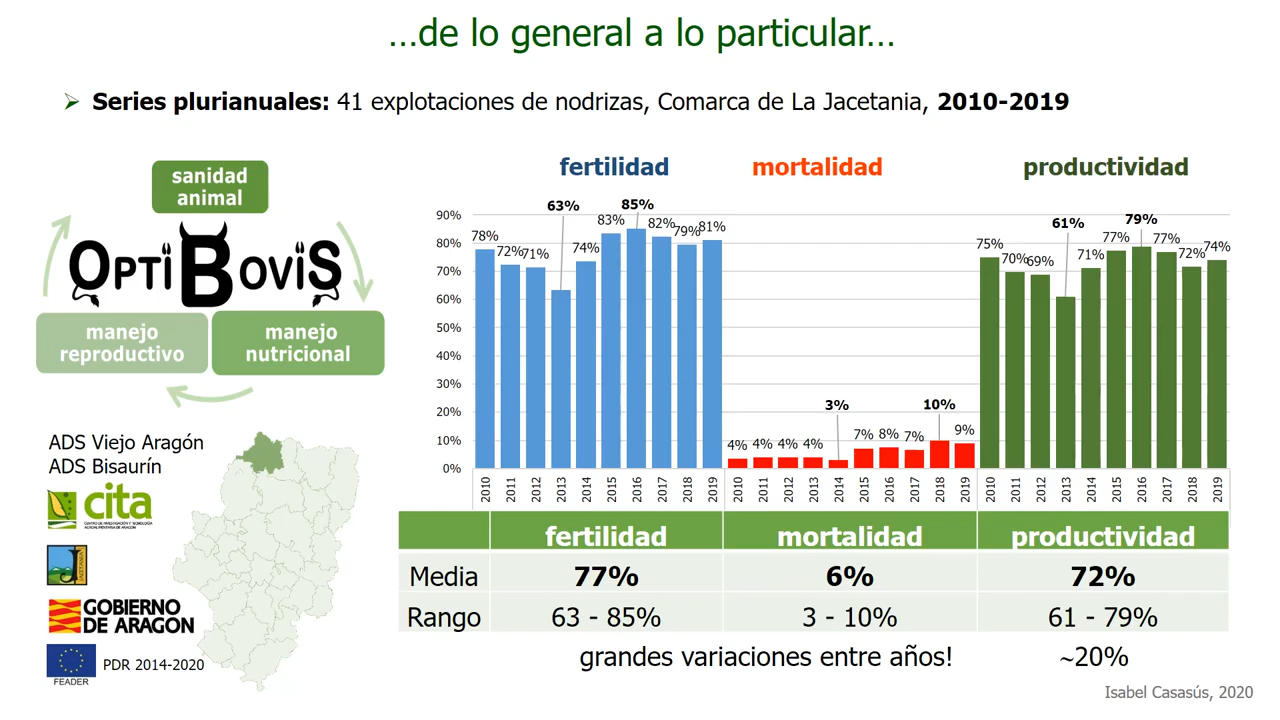 …de lo general a lo particular…
➤ Series plurianuales: 41 explotaciones de nodrizas, Comarca de La Jacetania, 2010-2019
sanidad
animal
OPTIBOVIS
manejo
reproductivo
manejo
nutricional
ADS Viejo Aragón
ADS Bisaurín
cita
CENTRO DE INVESTIGACIÓN Y TECNOLOGÍA
AGROALIMENTARIA DE ARAGÓN
JACETANIA
GOBIERNO
DE ARAGON
FEADER
PDR 2014-2020
fertilidad mortalidad productividad
90%
80%
70%
60%
50%
40%
30%
20%
10%
0%
78% 72% 71% 63% 74% 83% 85% 82% 79% 81%
4% 4% 4% 4% 3% 7% 8% 7% 10% 9%
75% 70% 69% 61% 71% 77% 79% 77% 72% 74%
2010 2011 2012 2013 2014 2015 2016 2017 2018 2019 2010 2011 2012 2013 2014 2015 2016 2017 2018 2019 2010 2011 2012 2013 2014 2015 2016 2017 2018 2019
fertilidad mortalidad productividad
Media 77% 6% 72%
Rango 63 - 85% 3 - 10% 61 - 79%
grandes variaciones entre años! ~20%
Isabel Casasús, 2020